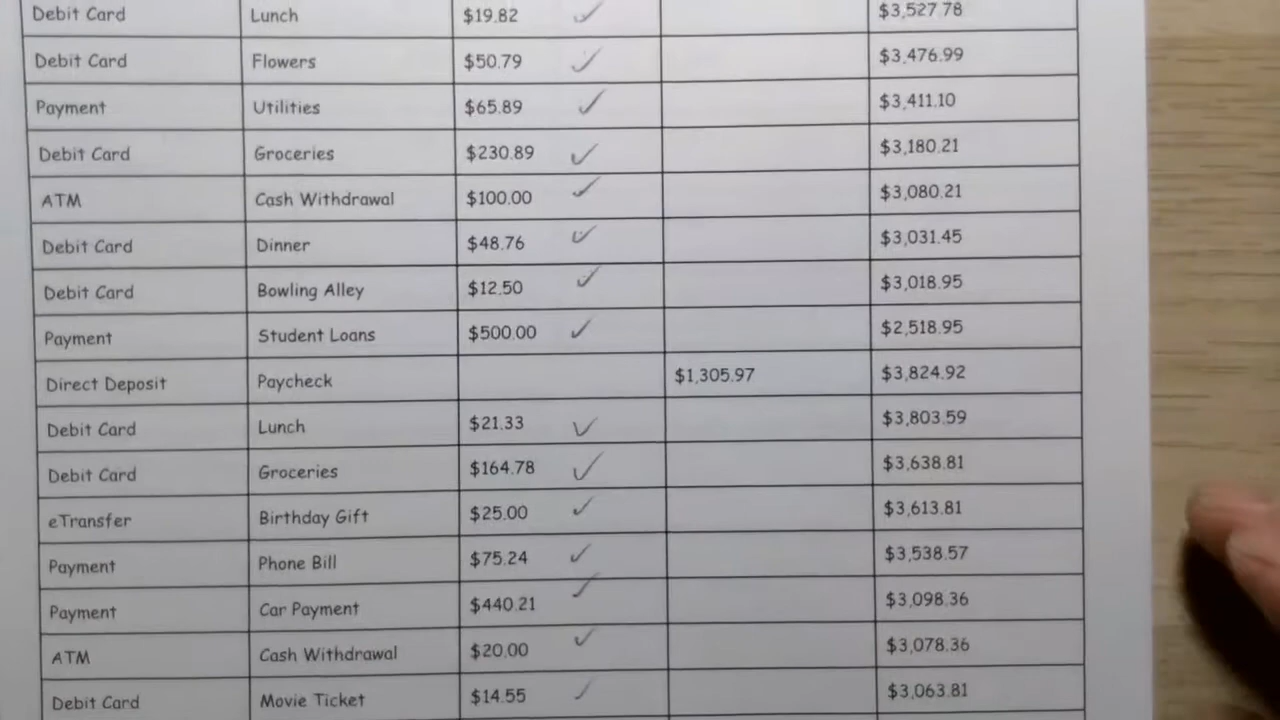 Debit Card Lunch $19.82 ✓ $3,527.78
Debit Card Flowers $50.79 ✓ $3,476.99
Payment Utilities $65.89 ✓ $3,411.10
Debit Card Groceries $230.89 ✓ $3,180.21
ATM Cash Withdrawal $100.00 ✓ $3,080.21
Debit Card Dinner $48.76 ✓ $3,031.45
Debit Card Bowling Alley $12.50 ✓ $3,018.95
Payment Student Loans $500.00 ✓ $2,518.95
Direct Deposit Paycheck $1,305.97 $3,824.92
Debit Card Lunch $21.33 ✓ $3,803.59
Debit Card Groceries $164.78 ✓ $3,638.81
eTransfer Birthday Gift $25.00 ✓ $3,613.81
Payment Phone Bill $75.24 ✓ $3,538.57
Payment Car Payment $440.21 ✓ $3,098.36
ATM Cash Withdrawal $20.00 ✓ $3,078.36
Debit Card Movie Ticket $14.55 ✓ $3,063.81